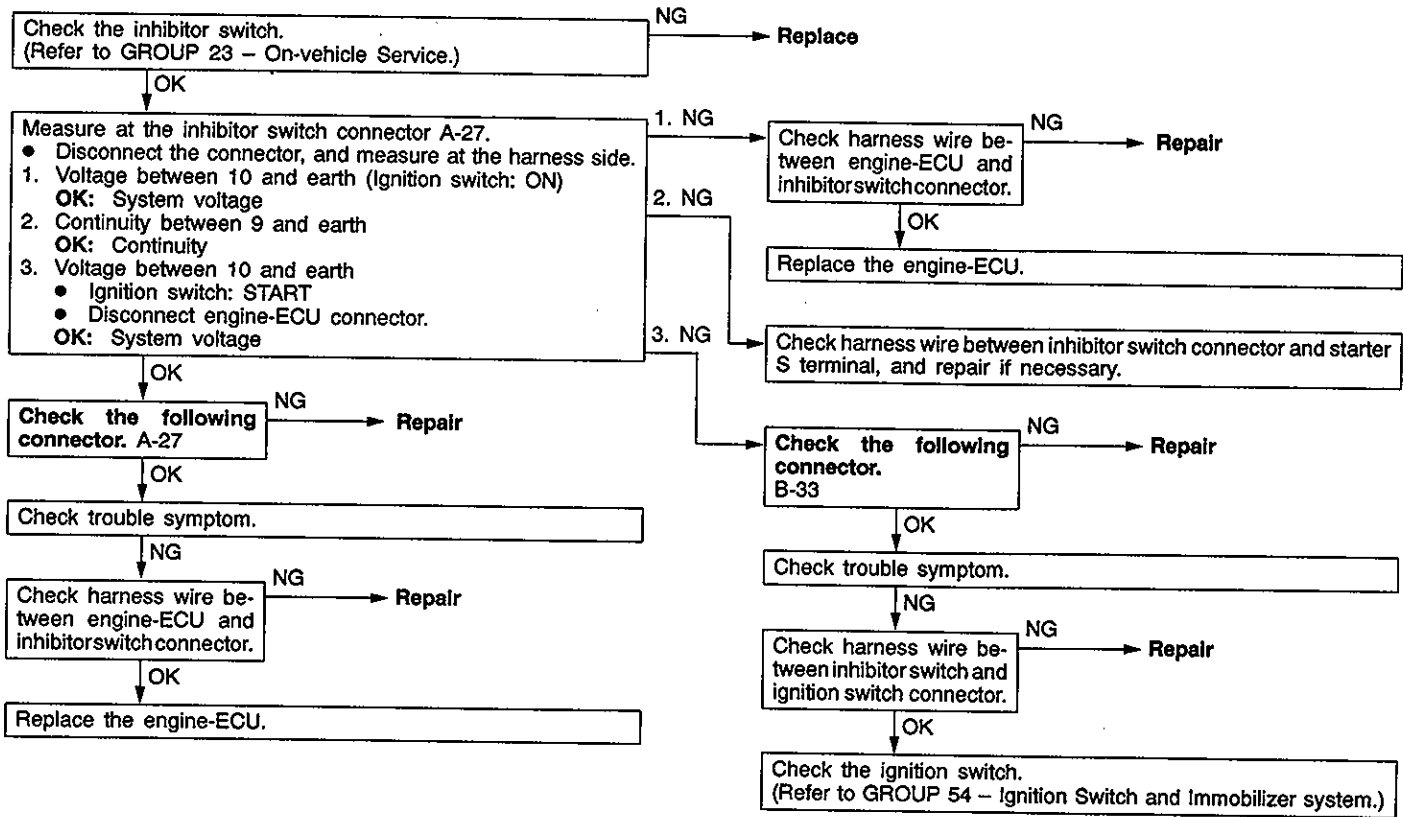 Check the inhibitor switch.
(Refer to GROUP 23 – On-vehicle Service.)
NG
Replace
OK
Measure at the inhibitor switch connector A-27.
● Disconnect the connector, and measure at the harness side.
1. Voltage between 10 and earth (Ignition switch: ON)
OK: System voltage
2. Continuity between 9 and earth
OK: Continuity
3. Voltage between 10 and earth
● Ignition switch: START
● Disconnect engine-ECU connector.
OK: System voltage
1. NG
Check harness wire be-
tween engine-ECU and
inhibitor switch connector.
NG
Repair
OK
Replace the engine-ECU.
2. NG
Check harness wire between inhibitor switch connector and starter
S terminal, and repair if necessary.
3. NG
Check the following
connector.
B-33
NG
Repair
OK
Check trouble symptom.
NG
Check harness wire be-
tween inhibitor switch and
ignition switch connector.
NG
Repair
OK
Check the ignition switch.
(Refer to GROUP 54 – Ignition Switch and Immobilizer system.)
OK
Check the following
connector. A-27
NG
Repair
OK
Check trouble symptom.
NG
Check harness wire be-
tween engine-ECU and
inhibitor switch connector.
NG
Repair
OK
Replace the engine-ECU.